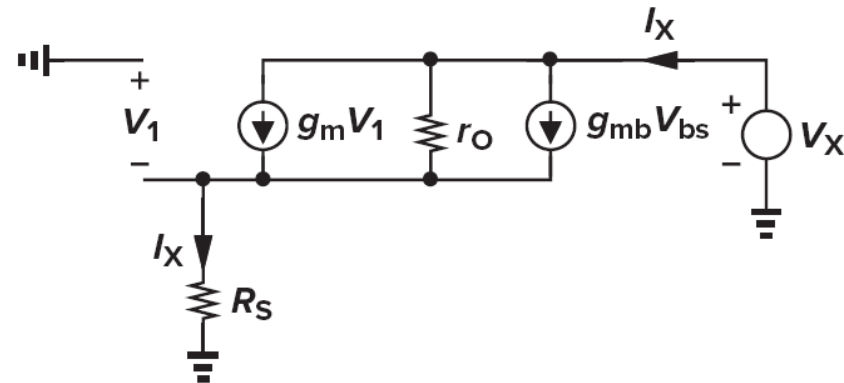 I_X
+
V_1
−
g_mV_1
r_O
g_mbV_bs
+
−
V_X
I_X
R_S